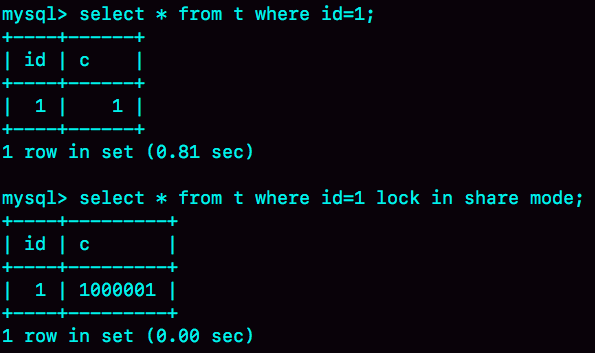 mysql> select * from t where id=1;
+----+------+
| id | c    |
+----+------+
|  1 |    1 |
+----+------+
1 row in set (0.81 sec)

mysql> select * from t where id=1 lock in share mode;
+----+---------+
| id | c       |
+----+---------+
|  1 | 1000001 |
+----+---------+
1 row in set (0.00 sec)